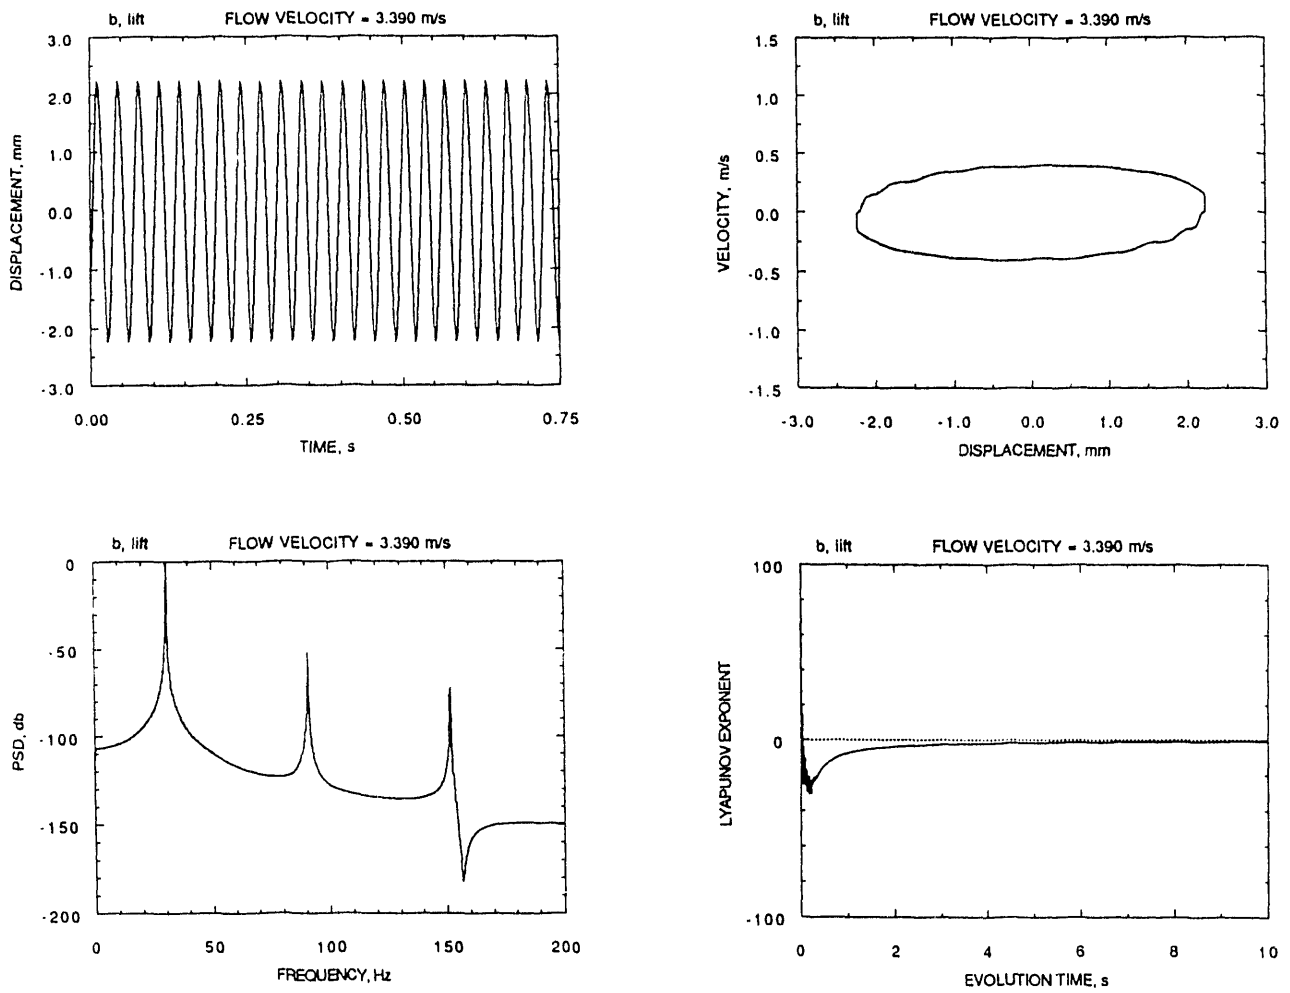 b, lift FLOW VELOCITY = 3.390 m/s
3.0
2.0
1.0
0.0
-1.0
-2.0
-3.0
DISPLACEMENT, mm
0.00 0.25 0.50 0.75
TIME, s
b, lift FLOW VELOCITY = 3.390 m/s
1.5
1.0
0.5
0.0
-0.5
-1.0
-1.5
VELOCITY, m/s
-3.0 -2.0 -1.0 0.0 1.0 2.0 3.0
DISPLACEMENT, mm
b, lift FLOW VELOCITY = 3.390 m/s
0
-50
-100
-150
-200
PSD, db
0 50 100 150 200
FREQUENCY, Hz
b, lift FLOW VELOCITY = 3.390 m/s
100
0
-100
LYAPUNOV EXPONENT
0 2 4 6 8 10
EVOLUTION TIME, s